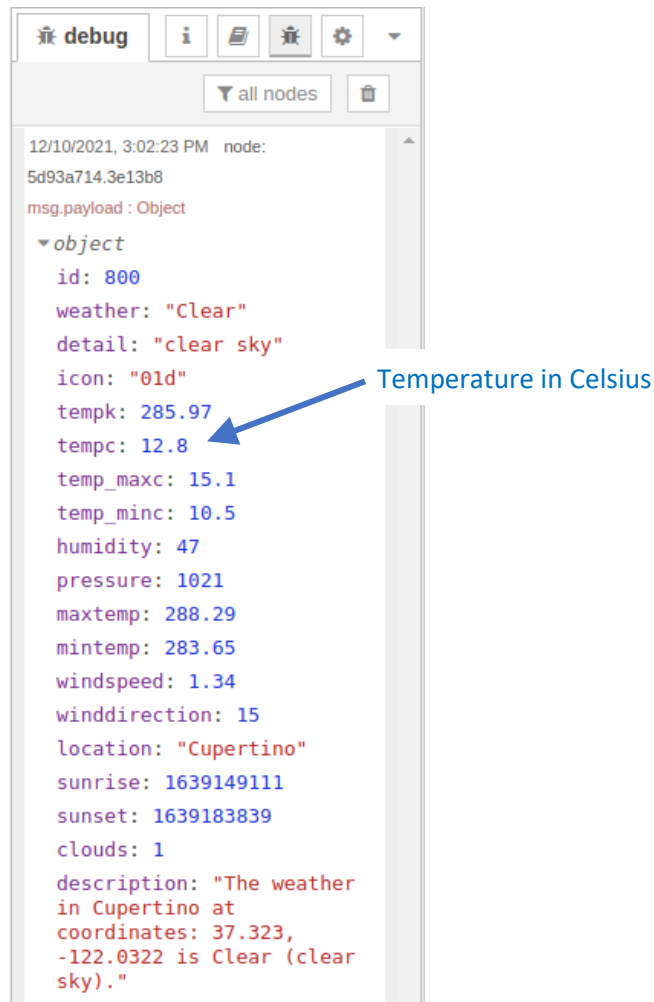 debug
i
all nodes
12/10/2021, 3:02:23 PM node:
5d93a714.3e13b8
msg.payload : Object
object
id: 800
weather: "Clear"
detail: "clear sky"
icon: "01d"
Temperature in Celsius
tempk: 285.97
tempc: 12.8
temp_maxc: 15.1
temp_minc: 10.5
humidity: 47
pressure: 1021
maxtemp: 288.29
mintemp: 283.65
windspeed: 1.34
winddirection: 15
location: "Cupertino"
sunrise: 1639149111
sunset: 1639183839
clouds: 1
description: "The weather
in Cupertino at
coordinates: 37.323,
-122.0322 is Clear (clear
sky)."